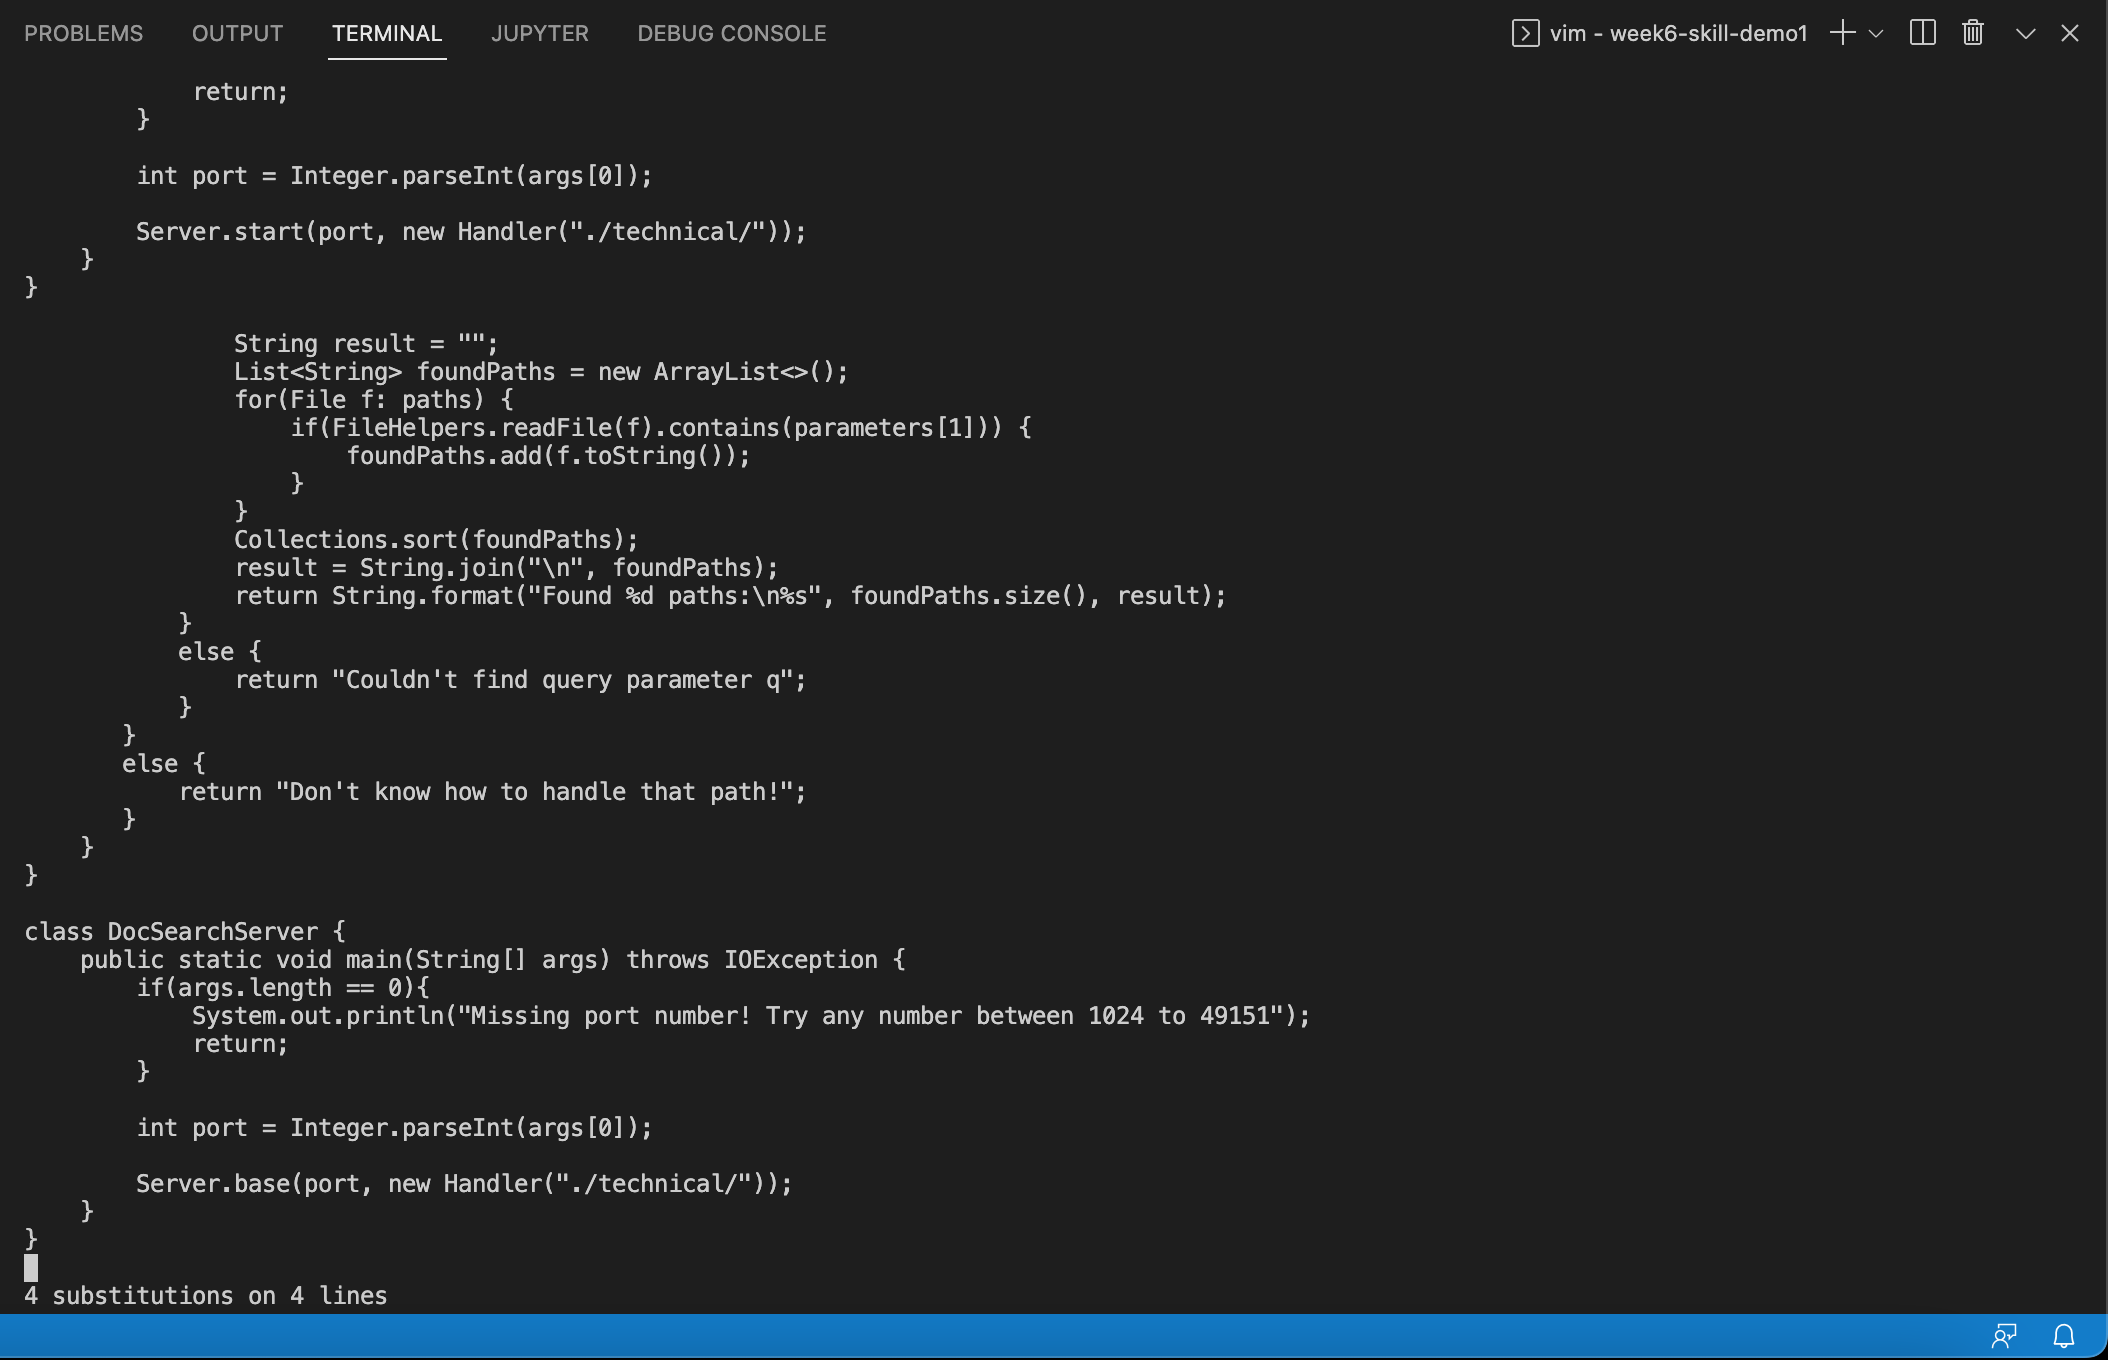 PROBLEMS OUTPUT TERMINAL JUPYTER DEBUG CONSOLE vim - week6-skill-demo1
            return;
        }

        int port = Integer.parseInt(args[0]);

        Server.start(port, new Handler("./technical/"));
    }
}

               String result = "";
               List<String> foundPaths = new ArrayList<>();
               for(File f: paths) {
                   if(FileHelpers.readFile(f).contains(parameters[1])) {
                       foundPaths.add(f.toString());
                   }
               }
               Collections.sort(foundPaths);
               result = String.join("\n", foundPaths);
               return String.format("Found %d paths:\n%s", foundPaths.size(), result);
           }
           else {
               return "Couldn't find query parameter q";
           }
       }
       else {
           return "Don't know how to handle that path!";
       }
    }
}

class DocSearchServer {
    public static void main(String[] args) throws IOException {
        if(args.length == 0){
            System.out.println("Missing port number! Try any number between 1024 to 49151");
            return;
        }

        int port = Integer.parseInt(args[0]);

        Server.base(port, new Handler("./technical/"));
    }
}
4 substitutions on 4 lines